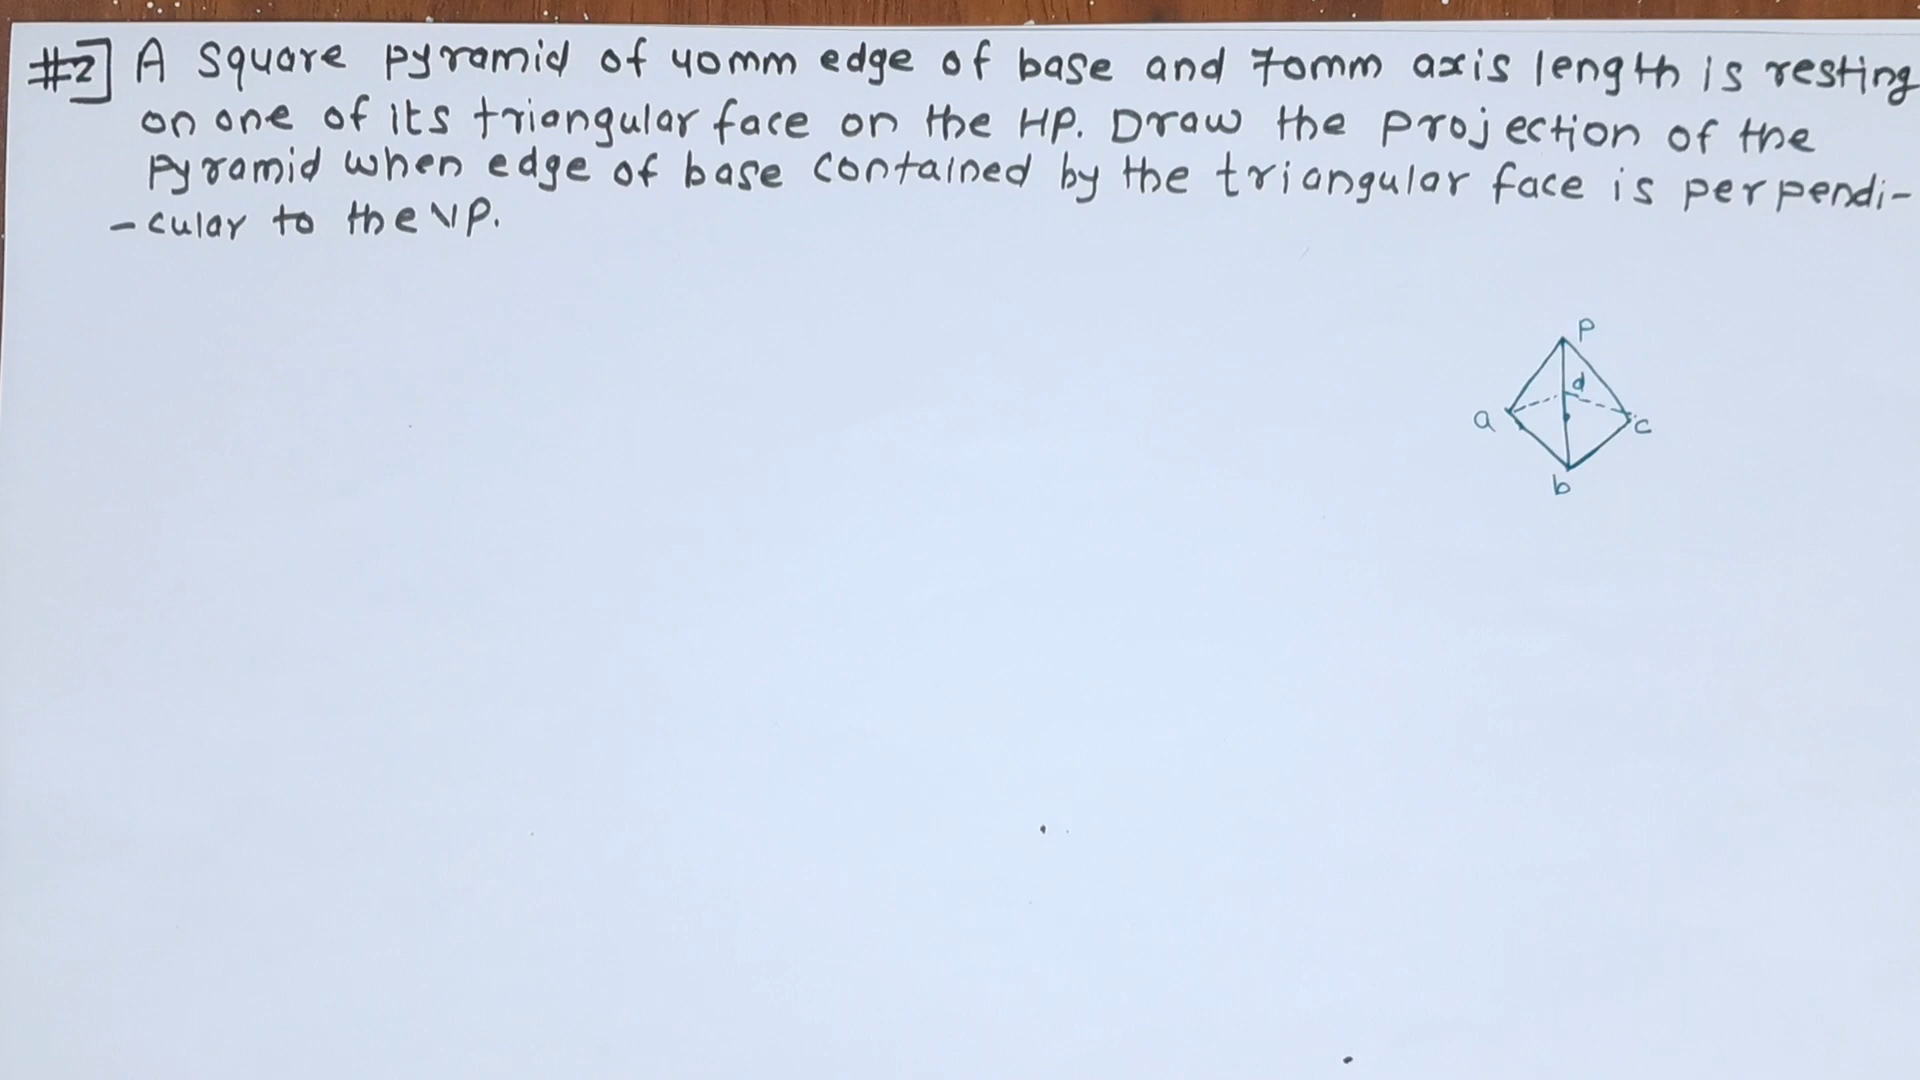 #2] A square pyramid of 40mm edge of base and 70mm axis length is resting
on one of its triangular face on the HP. Draw the projection of the
pyramid when edge of base contained by the triangular face is perpendi-
-cular to the VP.
P
d
a
c
b